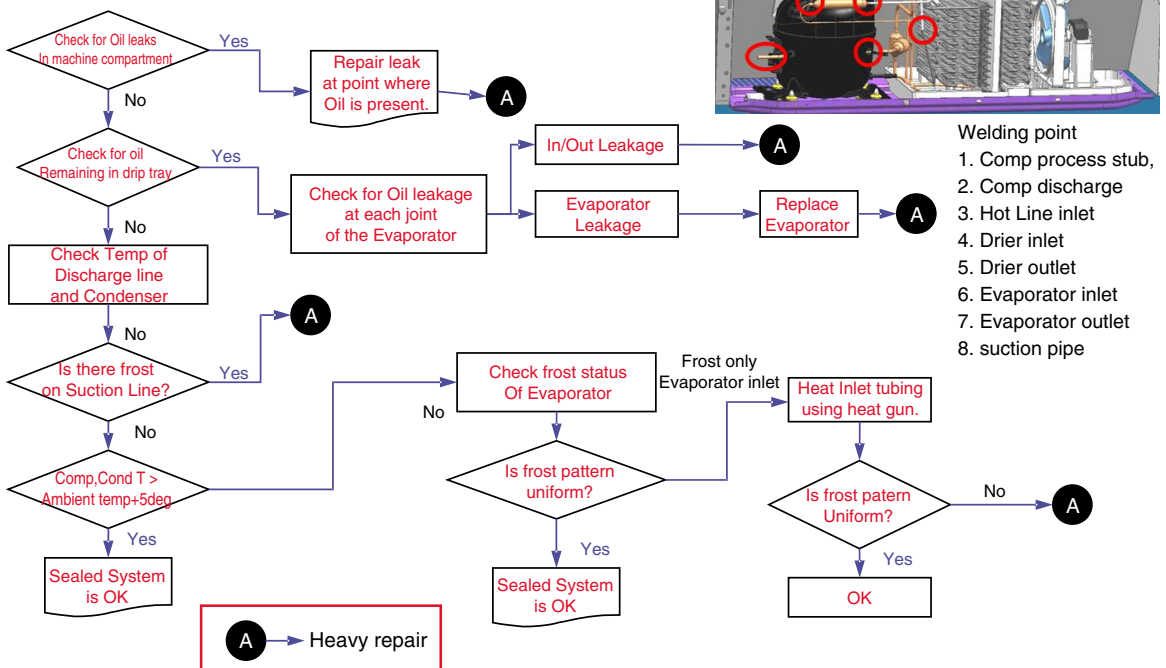 Check for Oil leaks
In machine compartment
Yes
Repair leak
at point where
Oil is present.
A
No
Check for oil
Remaining in drip tray
Yes
Check for Oil leakage
at each joint
of the Evaporator
In/Out Leakage
A
Evaporator
Leakage
Replace
Evaporator
A
Welding point
1. Comp process stub,
2. Comp discharge
3. Hot Line inlet
4. Drier inlet
5. Drier outlet
6. Evaporator inlet
7. Evaporator outlet
8. suction pipe
No
Check Temp of
Discharge line
and Condenser
No
Is there frost
on Suction Line?
Yes
A
No
Comp,Cond T >
Ambient temp+5deg
No
Check frost status
Of Evaporator
Frost only
Evaporator inlet
Heat Inlet tubing
using heat gun.
Is frost pattern
uniform?
Is frost patern
Uniform?
No
A
Yes
Sealed System
is OK
Yes
Sealed System
is OK
Yes
OK
A
Heavy repair